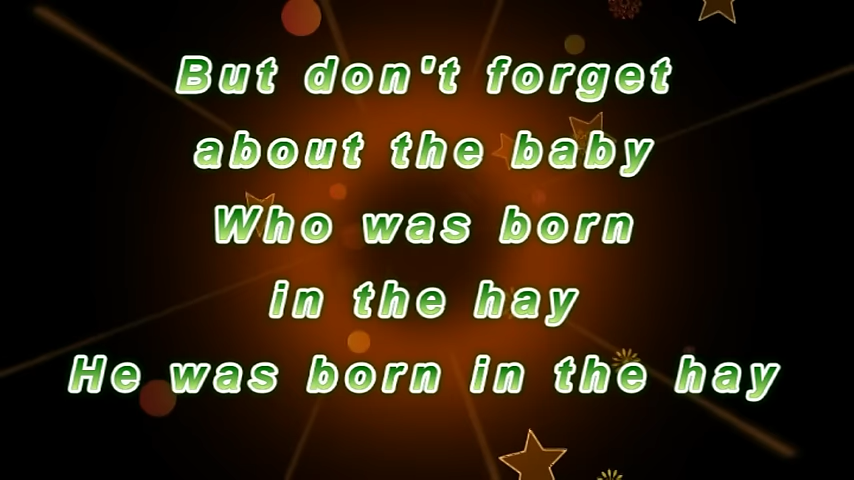 But don't forget
about the baby
Who was born
in the hay
He was born in the hay